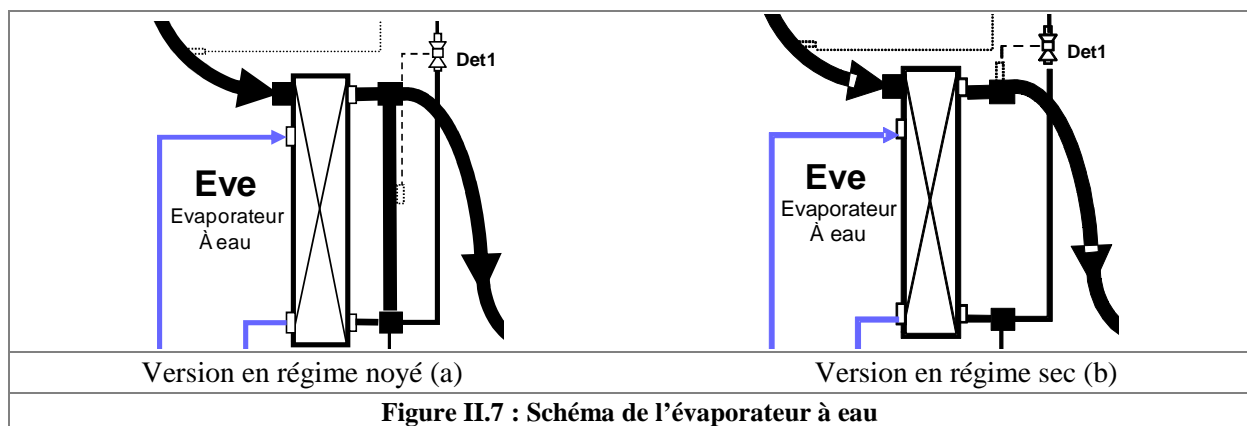 Det1
Eve
Evaporateur
À eau
Det1
Eve
Evaporateur
À eau
Version en régime noyé (a)
Version en régime sec (b)
Figure II.7 : Schéma de l’évaporateur à eau